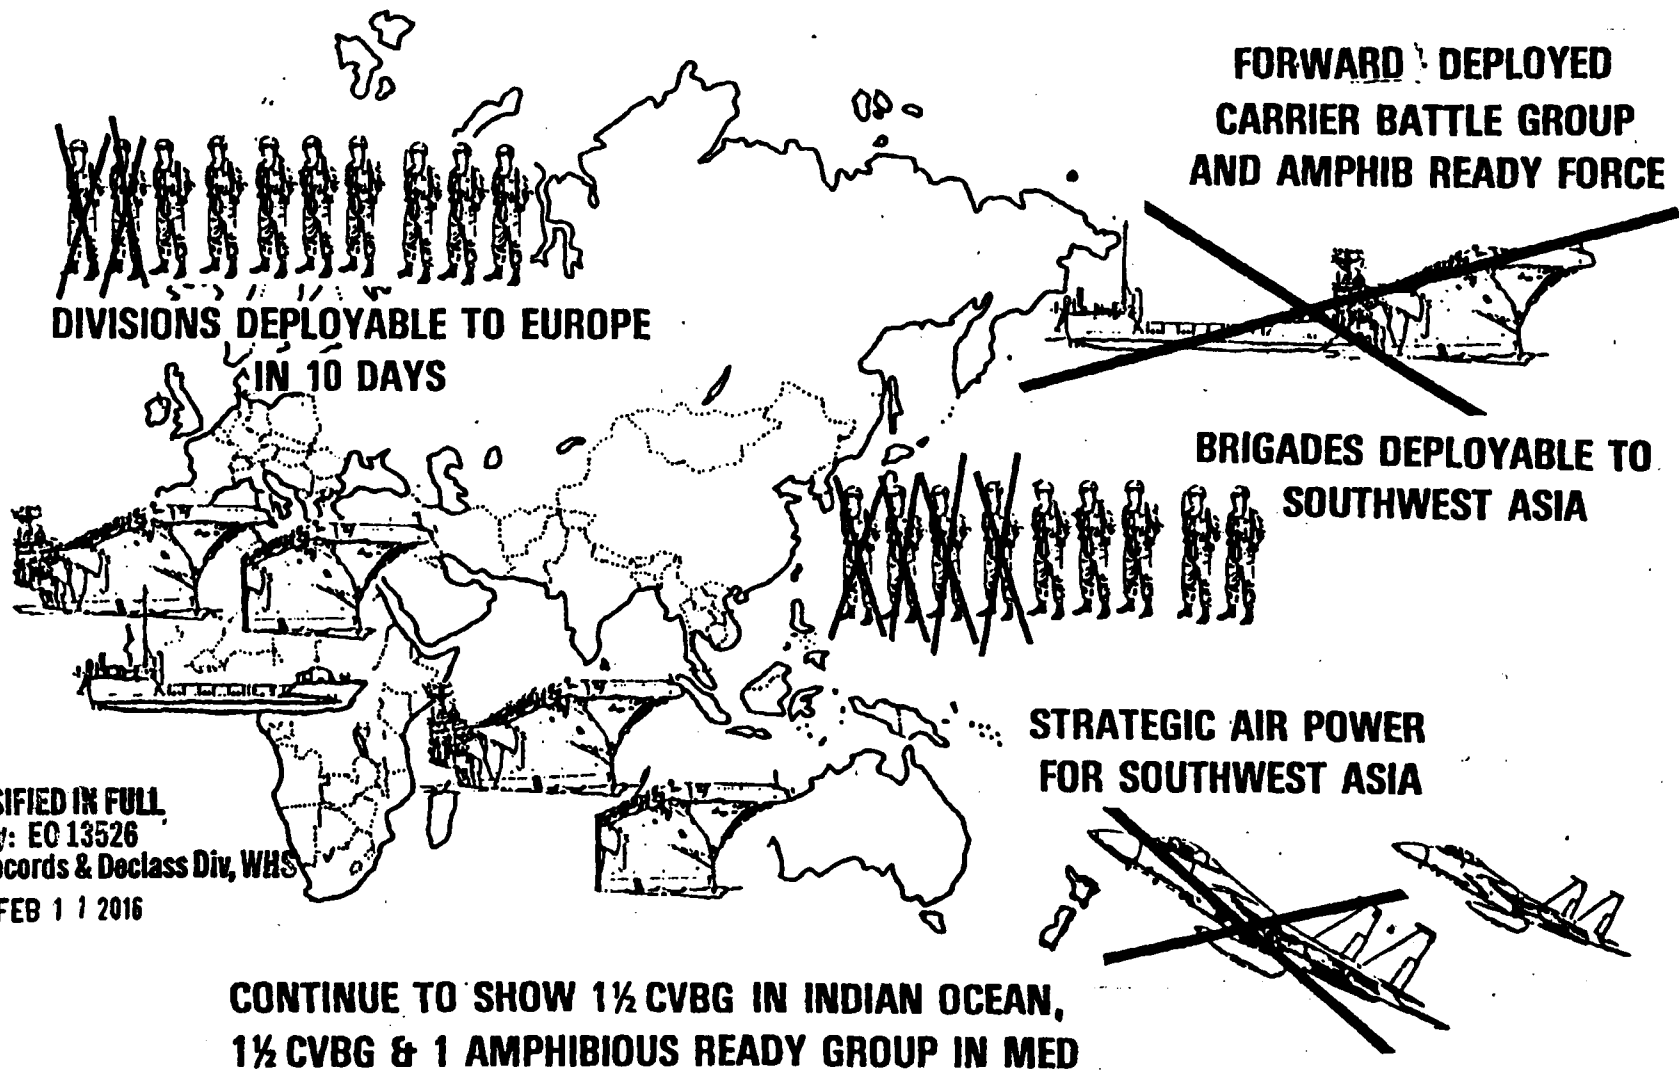 FORWARD DEPLOYED
CARRIER BATTLE GROUP
AND AMPHIB READY FORCE
DIVISIONS DEPLOYABLE TO EUROPE
IN 10 DAYS
BRIGADES DEPLOYABLE TO
SOUTHWEST ASIA
STRATEGIC AIR POWER
FOR SOUTHWEST ASIA
SIFIED IN FULL
y: EO 13526
ecords & Declass Div, WHS
FEB 1 1 2016
CONTINUE TO SHOW 1½ CVBG IN INDIAN OCEAN,
1½ CVBG & 1 AMPHIBIOUS READY GROUP IN MED